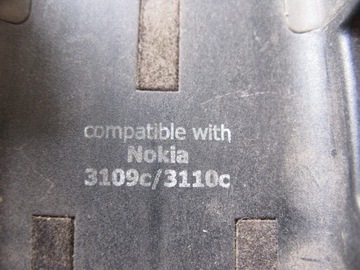 compatible with
Nokia
3109c/3110c